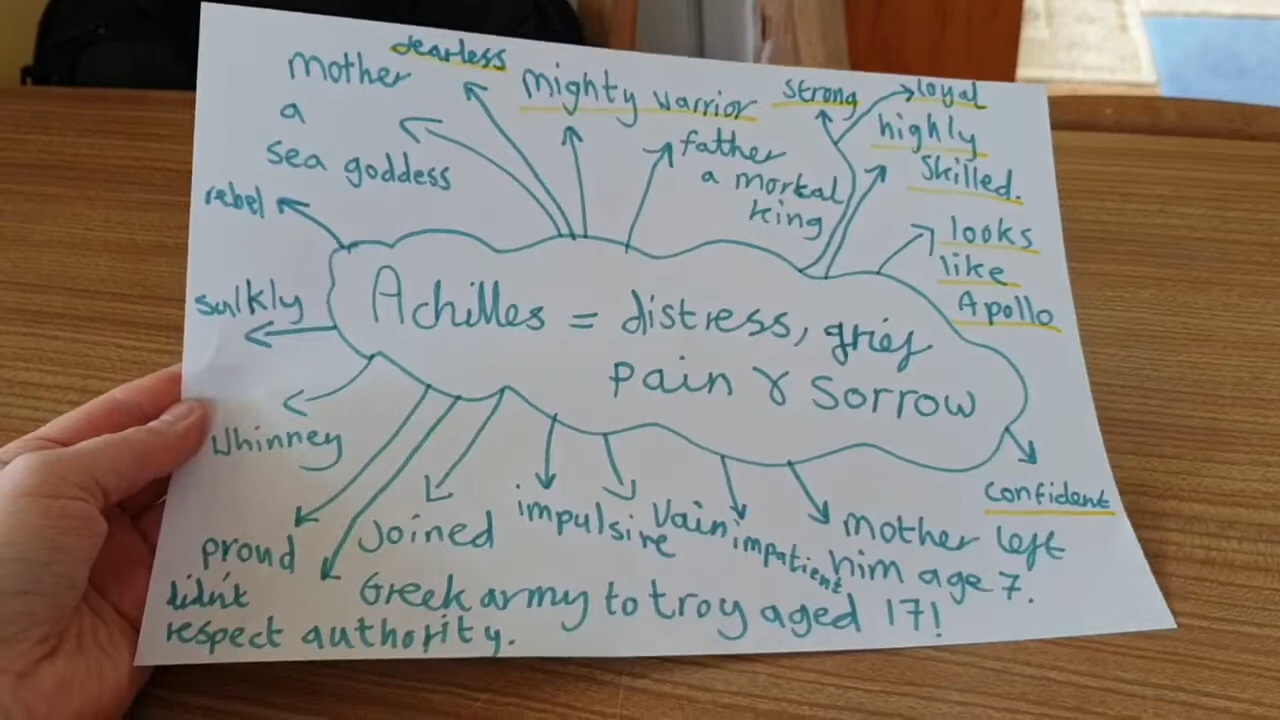 fearless
mother
a
sea goddess
mighty warrior
father
a mortal
king
strong
loyal
highly
Skilled.
looks
like
Apollo
rebel
sulkly
Whinney
Achilles = distress, grief
pain & Sorrow
confident
proud
didn't
respect authority.
Joined
Greek army to troy aged 17!
impulsive
Vain
impatient
mother left
him age 7.